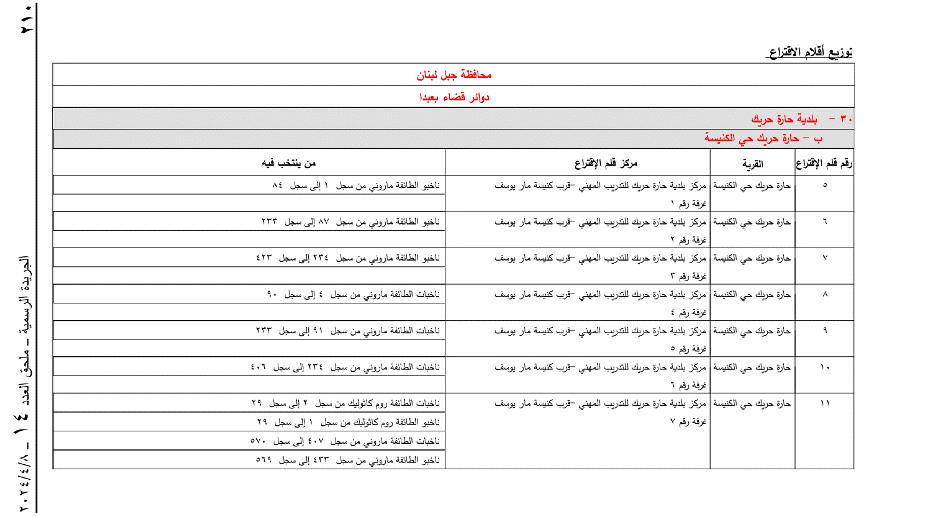 ٢١٠
الجريدة الرسمية – ملحق العدد ١٤ – ٢٠٢٤/٤/٨
توزيع أقلام الاقتراع
محافظة جبل لبنان
دوائر قضاء بعبدا
٣٠ - بلدية حارة حريك
ب - حارة حريك حي الكنيسة
رقم قلم الإقتراع القرية مركز قلم الإقتراع من ينتخب فيه
٥ حارة حريك حي الكنيسة مركز بلدية حارة حريك للتدريب المهني –قرب كنيسة مار يوسف ناخبو الطائفة ماروني من سجل ١ إلى سجل ٨٤
غرفة رقم ١
٦ حارة حريك حي الكنيسة مركز بلدية حارة حريك للتدريب المهني –قرب كنيسة مار يوسف ناخبو الطائفة ماروني من سجل ٨٧ إلى سجل ٢٣٣
غرفة رقم ٢
٧ حارة حريك حي الكنيسة مركز بلدية حارة حريك للتدريب المهني –قرب كنيسة مار يوسف ناخبو الطائفة ماروني من سجل ٢٣٤ إلى سجل ٤٢٣
غرفة رقم ٣
٨ حارة حريك حي الكنيسة مركز بلدية حارة حريك للتدريب المهني –قرب كنيسة مار يوسف ناخبات الطائفة ماروني من سجل ٤ إلى سجل ٩٠
غرفة رقم ٤
٩ حارة حريك حي الكنيسة مركز بلدية حارة حريك للتدريب المهني –قرب كنيسة مار يوسف ناخبات الطائفة ماروني من سجل ٩١ إلى سجل ٢٣٣
غرفة رقم ٥
١٠ حارة حريك حي الكنيسة مركز بلدية حارة حريك للتدريب المهني –قرب كنيسة مار يوسف ناخبات الطائفة ماروني من سجل ٢٣٤ إلى سجل ٤٠٦
غرفة رقم ٦
١١ حارة حريك حي الكنيسة مركز بلدية حارة حريك للتدريب المهني –قرب كنيسة مار يوسف ناخبات الطائفة روم كاثوليك من سجل ٢ إلى سجل ٢٩
غرفة رقم ٧ ناخبو الطائفة روم كاثوليك من سجل ١ إلى سجل ٢٩
ناخبات الطائفة ماروني من سجل ٤٠٧ إلى سجل ٥٧٠
ناخبو الطائفة ماروني من سجل ٤٣٣ إلى سجل ٥٦٩